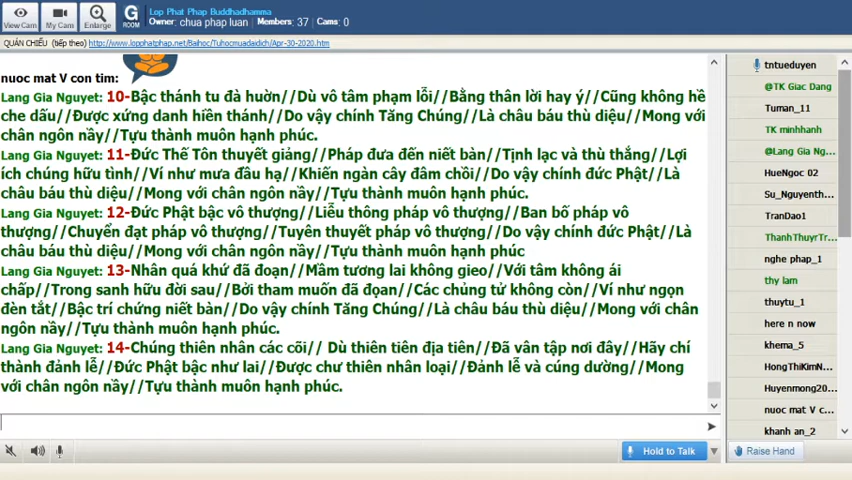 View Cam
My Cam
Enlarge
G
ROOM
Lop Phat Phap Buddhadhamma
Owner: chua phap luan Members: 37 Cams: 0
QUÁN CHIẾU (tiếp theo) http://www.lopphatphap.net/Baihoc/Tuhocmuadaidich/Apr-30-2020.htm
nuoc mat V con tim:
Lang Gia Nguyet: 10-Bậc thánh tu đà huờn//Dù vô tâm phạm lỗi//Bằng thân lời hay ý//Cũng không hề
che dấu//Được xứng danh hiền thánh//Do vậy chính Tăng Chúng//Là châu báu thù diệu//Mong với
chân ngôn nầy//Tựu thành muôn hạnh phúc.
Lang Gia Nguyet: 11-Đức Thế Tôn thuyết giảng//Pháp đưa đến niết bàn//Tịnh lạc và thù thắng//Lợi
ích chúng hữu tình//Ví như mưa đầu hạ//Khiến ngàn cây đâm chồi//Do vậy chính đức Phật//Là
châu báu thù diệu//Mong với chân ngôn nầy//Tựu thành muôn hạnh phúc.
Lang Gia Nguyet: 12-Đức Phật bậc vô thượng//Liễu thông pháp vô thượng//Ban bố pháp vô
thượng//Chuyển đạt pháp vô thượng//Tuyên thuyết pháp vô thượng//Do vậy chính đức Phật//Là
châu báu thù diệu//Mong với chân ngôn nầy//Tựu thành muôn hạnh phúc
Lang Gia Nguyet: 13-Nhân quá khứ đã đoạn//Mầm tương lai không gieo//Với tâm không ái
chấp//Trong sanh hữu đời sau//Bởi tham muốn đã đoạn//Các chủng tử không còn//Ví như ngọn
đèn tắt//Bậc trí chứng niết bàn//Do vậy chính Tăng Chúng//Là châu báu thù diệu//Mong với chân
ngôn nầy//Tựu thành muôn hạnh phúc.
Lang Gia Nguyet: 14-Chúng thiên nhân các cõi// Dù thiên tiên địa tiên//Đã vân tập nơi đây//Hãy chí
thành đảnh lễ//Đức Phật bậc như lai//Được chư thiên nhân loại//Đảnh lễ và cúng dường//Mong
với chân ngôn nầy//Tựu thành muôn hạnh phúc.
tntueduyen
@TK Giac Dang
Tuman_11
TK minhhanh
@Lang Gia Ng...
HueNgoc 02
Su_Nguyenth...
TranDao1
ThanhThuyrTr...
nghe phap_1
thy lam
thuytu_1
here n now
khema_5
HongThiKimN...
Huyenmong20...
nuoc mat V c...
khanh an_2
Hold to Talk
Raise Hand